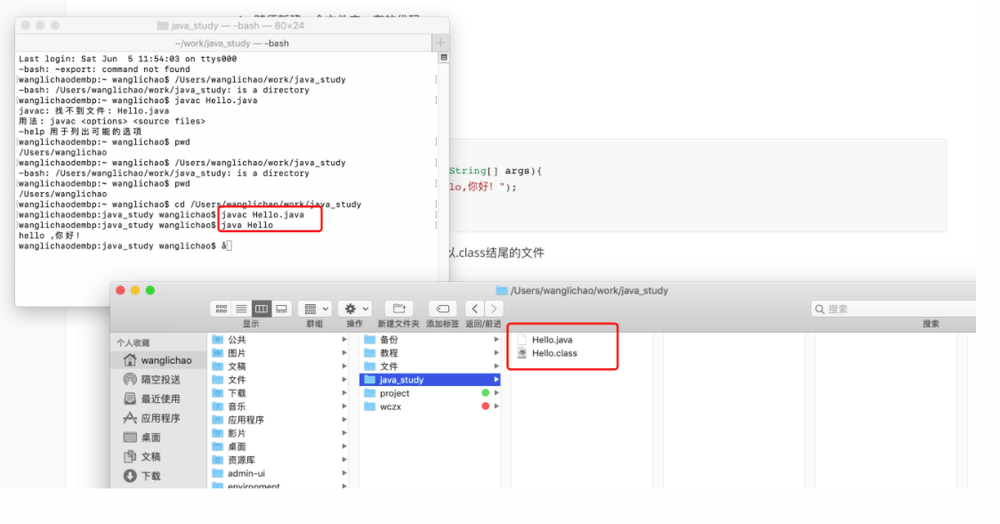 java_study — -bash — 80×24
~/work/java_study — -bash
Last login: Sat Jun  5 11:54:03 on ttys000
-bash: ~export: command not found
[wanglichaodembp:~ wanglichao$ /Users/wanglichao/work/java_study ]
-bash: /Users/wanglichao/work/java_study: is a directory
[wanglichaodembp:~ wanglichao$ javac Hello.java ]
javac: 找不到文件: Hello.java
用法: javac <options> <source files>
-help 用于列出可能的选项
[wanglichaodembp:~ wanglichao$ pwd ]
/Users/wanglichao
[wanglichaodembp:~ wanglichao$ /Users/wanglichao/work/java_study ]
-bash: /Users/wanglichao/work/java_study: is a directory
[wanglichaodembp:~ wanglichao$ pwd ]
/Users/wanglichao
[wanglichaodembp:~ wanglichao$ cd /Users/wanglichao/work/java_study ]
[wanglichaodembp:java_study wanglichao$ javac Hello.java ]
[wanglichaodembp:java_study wanglichao$ java Hello ]
hello ,你好!
wanglichaodembp:java_study wanglichao$ å
String[] args){
lo,你好! ");
以.class结尾的文件
/Users/wanglichao/work/java_study
搜索
显示 群组 操作 新建文件夹 添加标签 返回/前进 搜索
个人收藏
wanglichao
隔空投送
最近使用
应用程序
桌面
文稿
下载
公共
图片
文稿
文件
下载
音乐
应用程序
影片
桌面
资源库
admin-ui
environment
备份
教程
文件
java_study
project
wczx
Hello.java
Hello.class